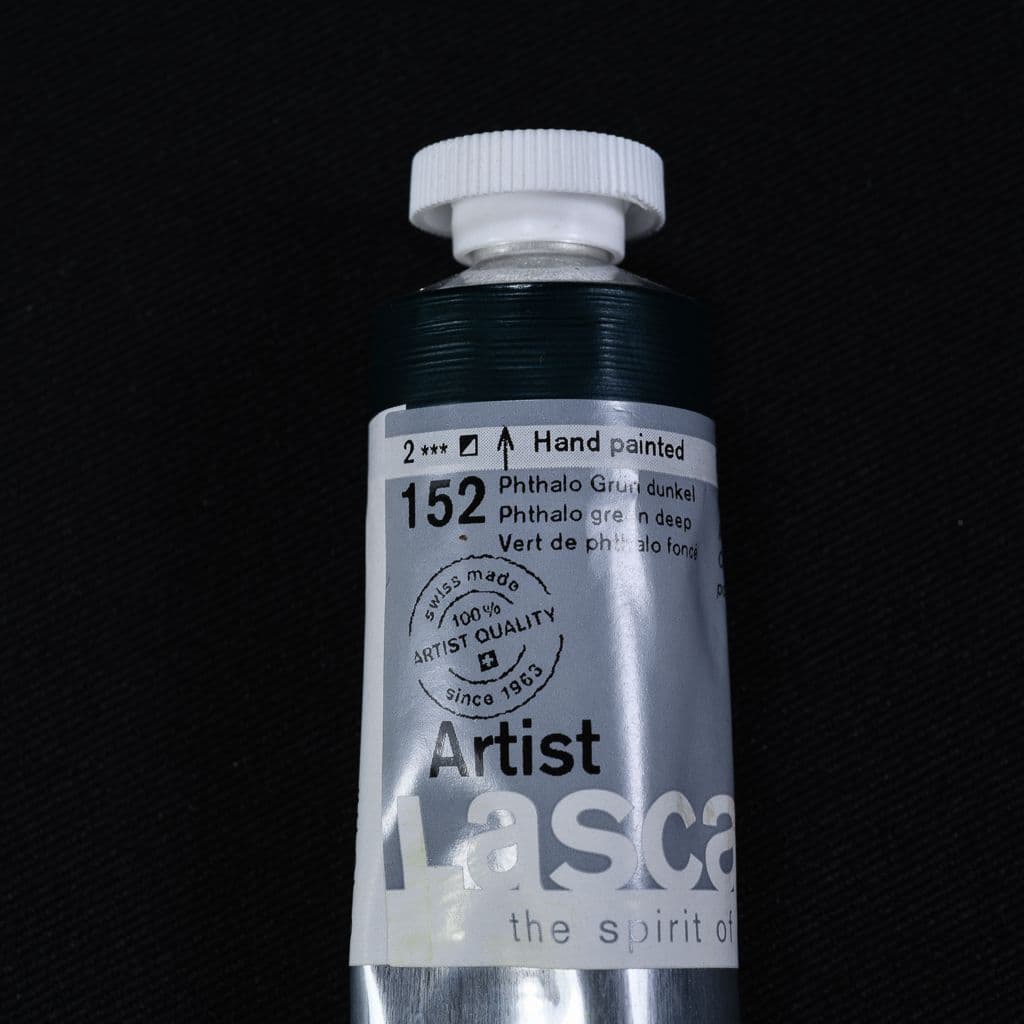 2 *** Hand painted
152 Phthalo Grün dunkel
Phthalo green deep
Vert de phthalo foncé
swiss made
100%
ARTIST QUALITY
since 1963
Artist
Lasca
the spirit of